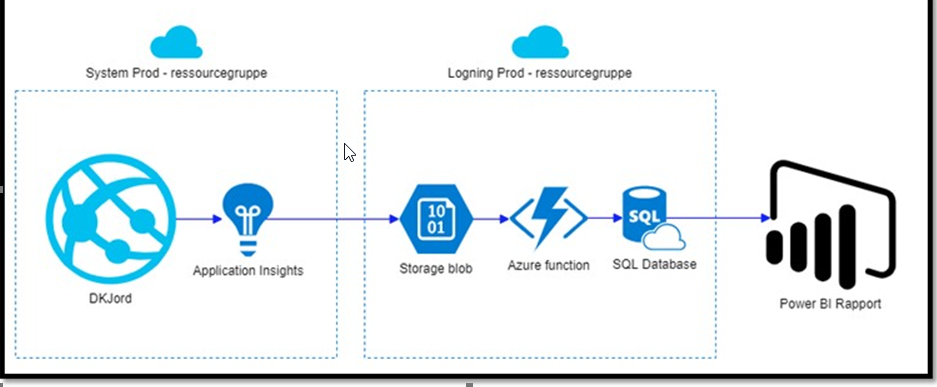 System Prod - ressourcegruppe
Logning Prod - ressourcegruppe
10
01
SQL
DKJord
Application Insights
Storage blob
Azure function
SQL Database
Power BI Rapport